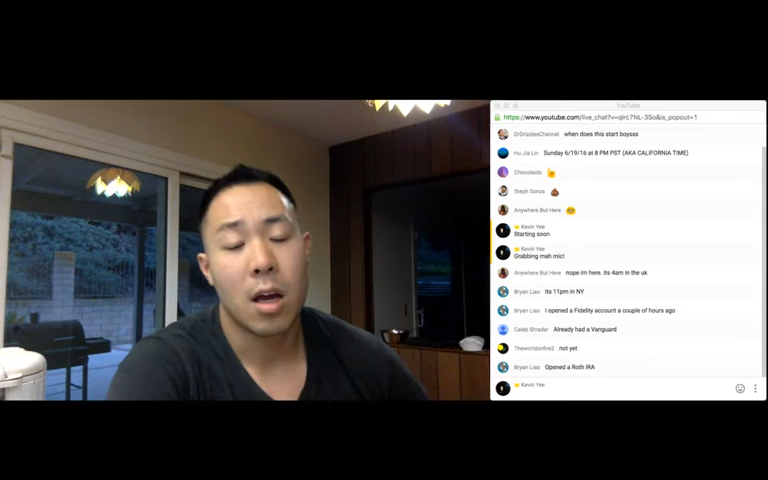 YouTube
https://www.youtube.com/live_chat?v=qIrc7NL-3So&is_popout=1
DrDrizzlesChannel when does this start boysss
Hu Jia Lin Sunday 6/19/16 at 8 PM PST (AKA CALIFORNIA TIME)
Chocolaids
Steph Sonza
Anywhere But Here
Kevin Yee
Starting soon
Kevin Yee
Grabbing mah mic!
Anywhere But Here nope im here. Its 4am in the uk
Bryan Liao Its 11pm in NY
Bryan Liao I opened a Fidelity account a couple of hours ago
Caleb Shrader Already had a Vanguard
Theworldonfire2 not yet
Bryan Liao Opened a Roth IRA
Kevin Yee